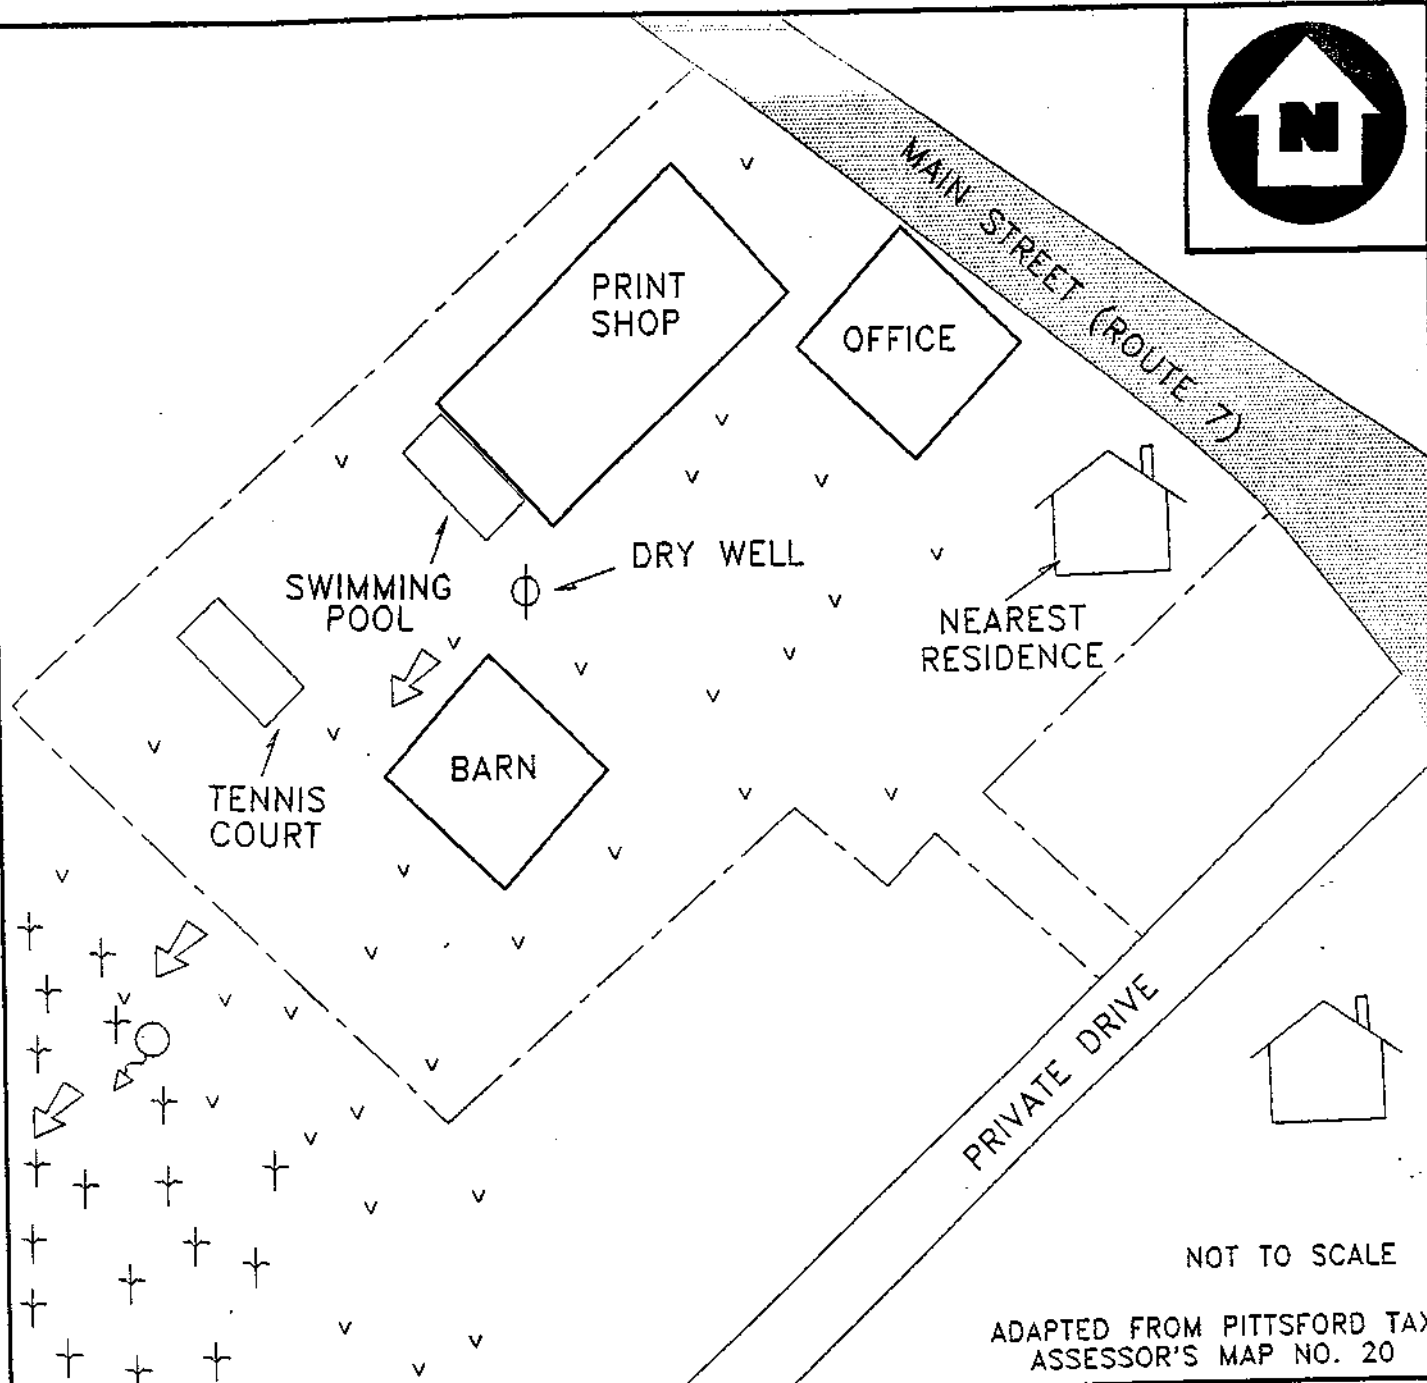 N
MAIN STREET (ROUTE 7)
PRINT
SHOP
OFFICE
DRY WELL
SWIMMING
POOL
NEAREST
RESIDENCE
BARN
TENNIS
COURT
PRIVATE DRIVE
NOT TO SCALE
ADAPTED FROM PITTSFORD TAX
ASSESSOR'S MAP NO. 20